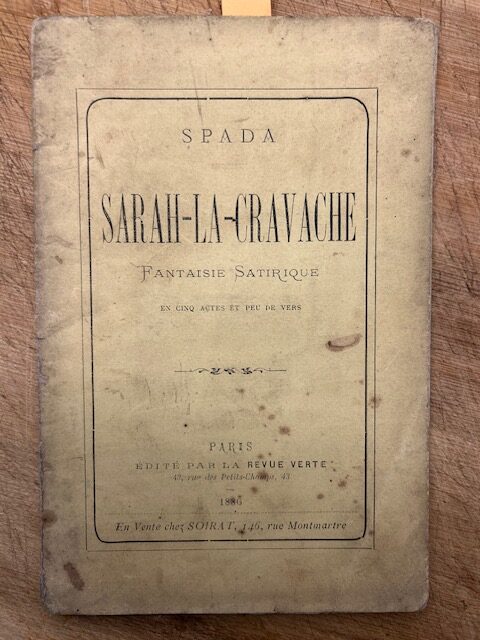 SPADA
SARAH-LA-CRAVACHE
FANTAISIE SATIRIQUE
EN CINQ ACTES ET PEU DE VERS
PARIS
ÉDITÉ PAR LA REVUE VERTE
43, rue des Petits-Champs, 43
1886
En Vente chez SOIRAT, 146, rue Montmartre